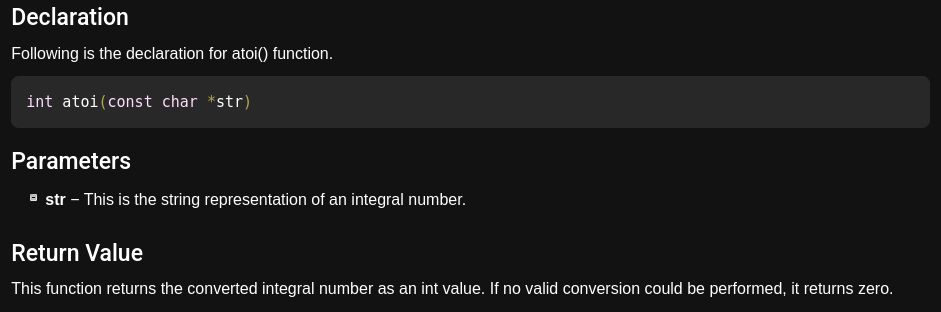 Declaration
Following is the declaration for atoi() function.
int atoi(const char *str)
Parameters
str − This is the string representation of an integral number.
Return Value
This function returns the converted integral number as an int value. If no valid conversion could be performed, it returns zero.